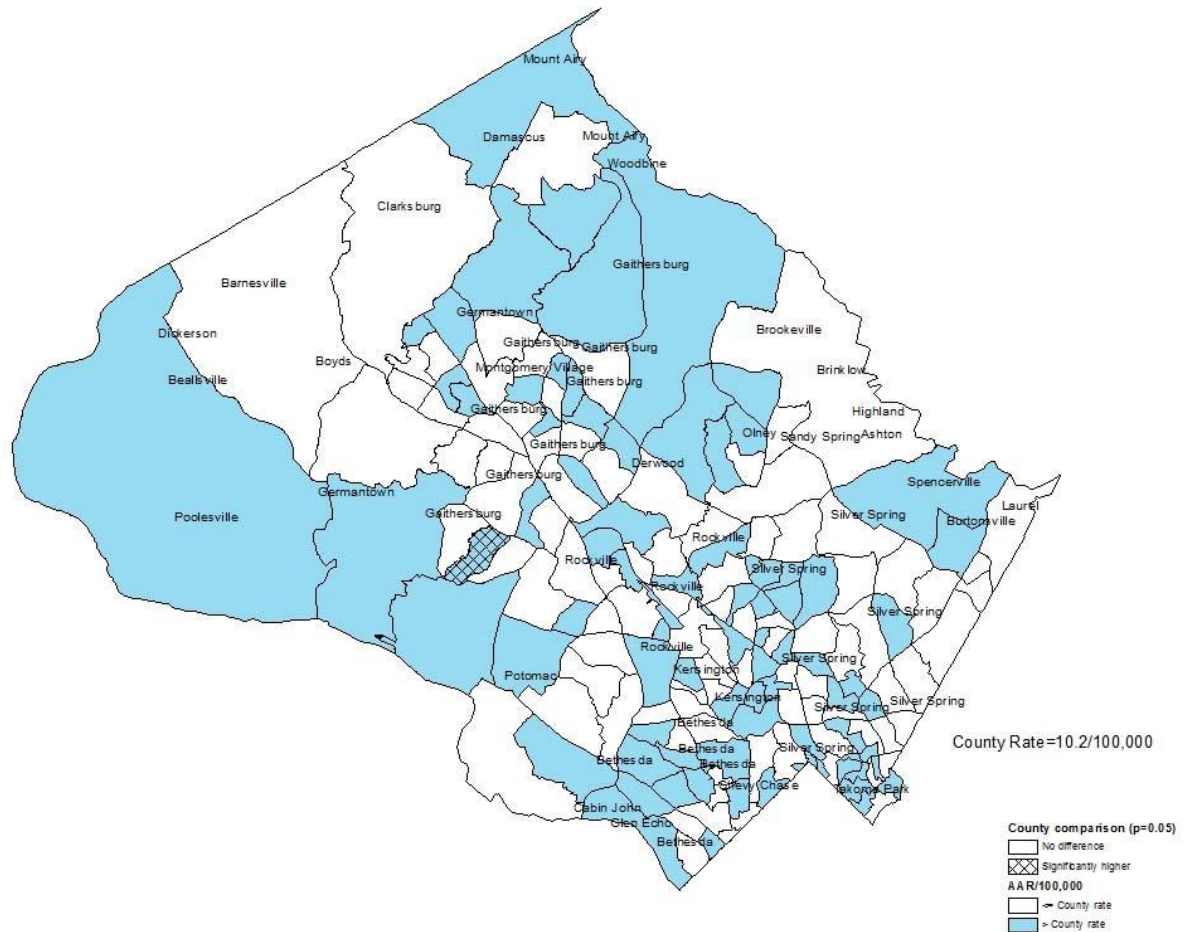 Mount Airy
Damascus
Mount Airy
Woodbine
Clarksburg
Gaithersburg
Barnesville
Germantown
Dickerson
Brookeville
Gaithersburg
Gaithersburg
Boyds
Montgomery Village
Brinklow
Beallsville
Gaithersburg
Gaithersburg
Highland
Olney
Sandy Spring
Ashton
Gaithersburg
Derwood
Gaithersburg
Spencerville
Germantown
Laurel
Poolesville
Gaithersburg
Silver Spring
Burtonsville
Rockville
Rockville
Silver Spring
Rockville
Silver Spring
Rockville
Silver Spring
Potomac
Kensington
Kensington
Silver Spring
Silver Spring
Bethesda
Bethesda
Silver Spring
County Rate=10.2/100,000
Bethesda
Bethesda
Chevy Chase
Takoma Park
Cabin John
Glen Echo
Bethesda
County comparison (p=0.05)
No difference
Significantly higher
AAR/100,000
County rate
> County rate